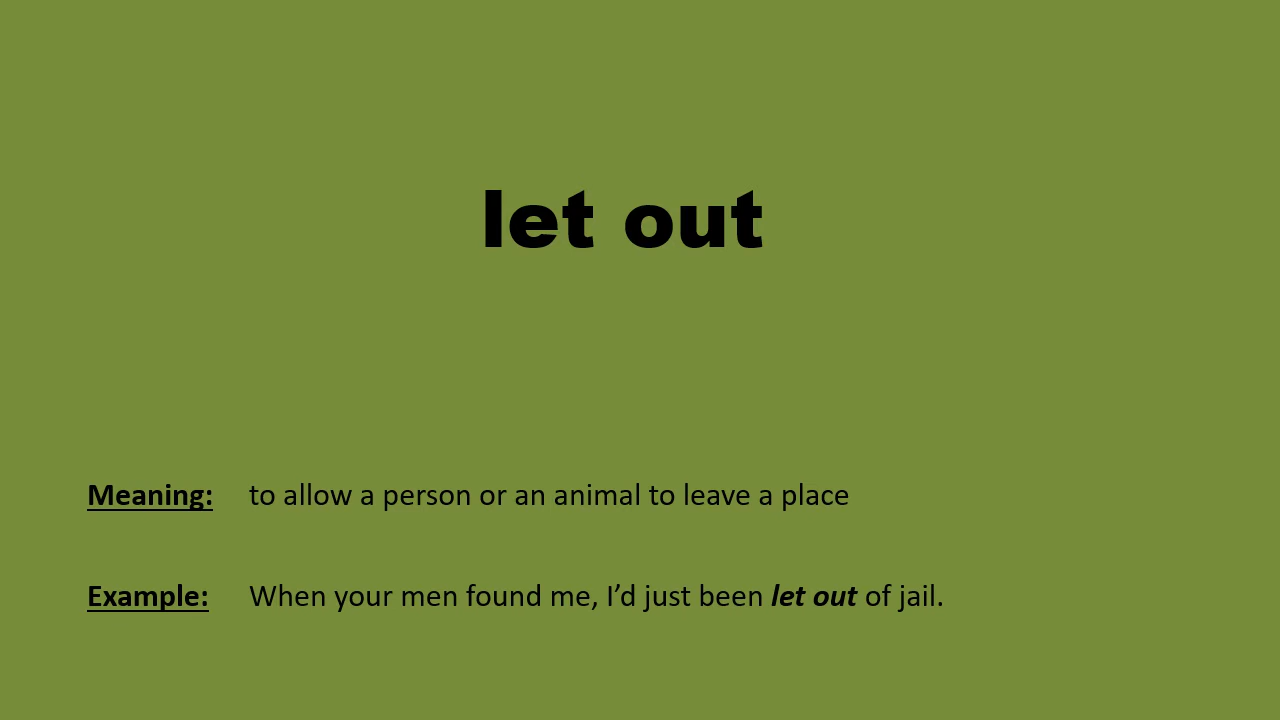 let out
Meaning: to allow a person or an animal to leave a place
Example: When your men found me, I’d just been let out of jail.